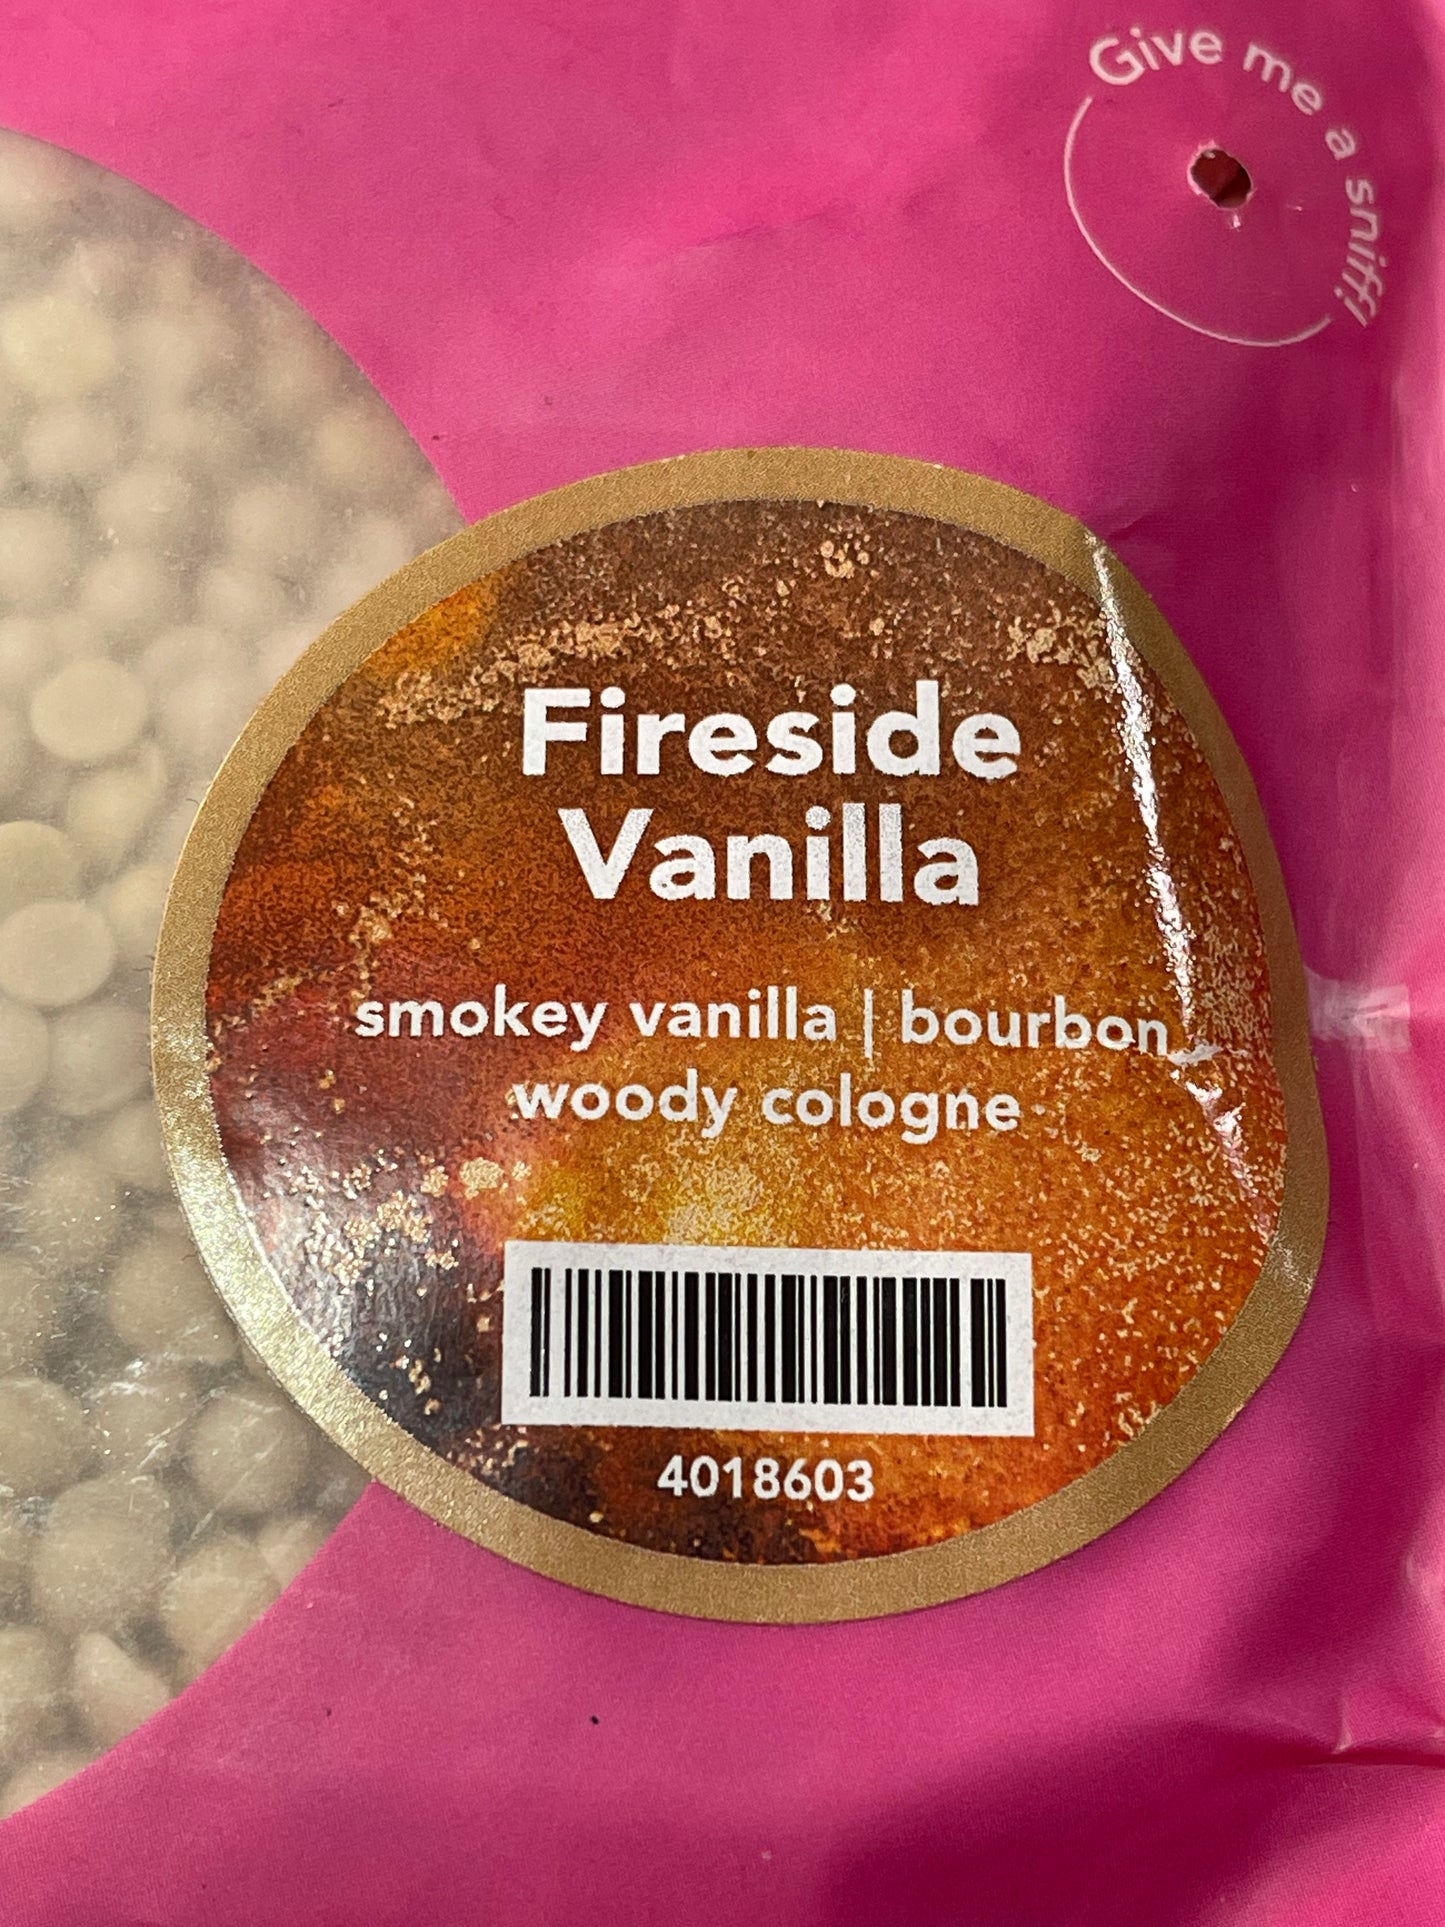 Give me a sniff!
Fireside
Vanilla
smokey vanilla | bourbon
woody cologne
4018603